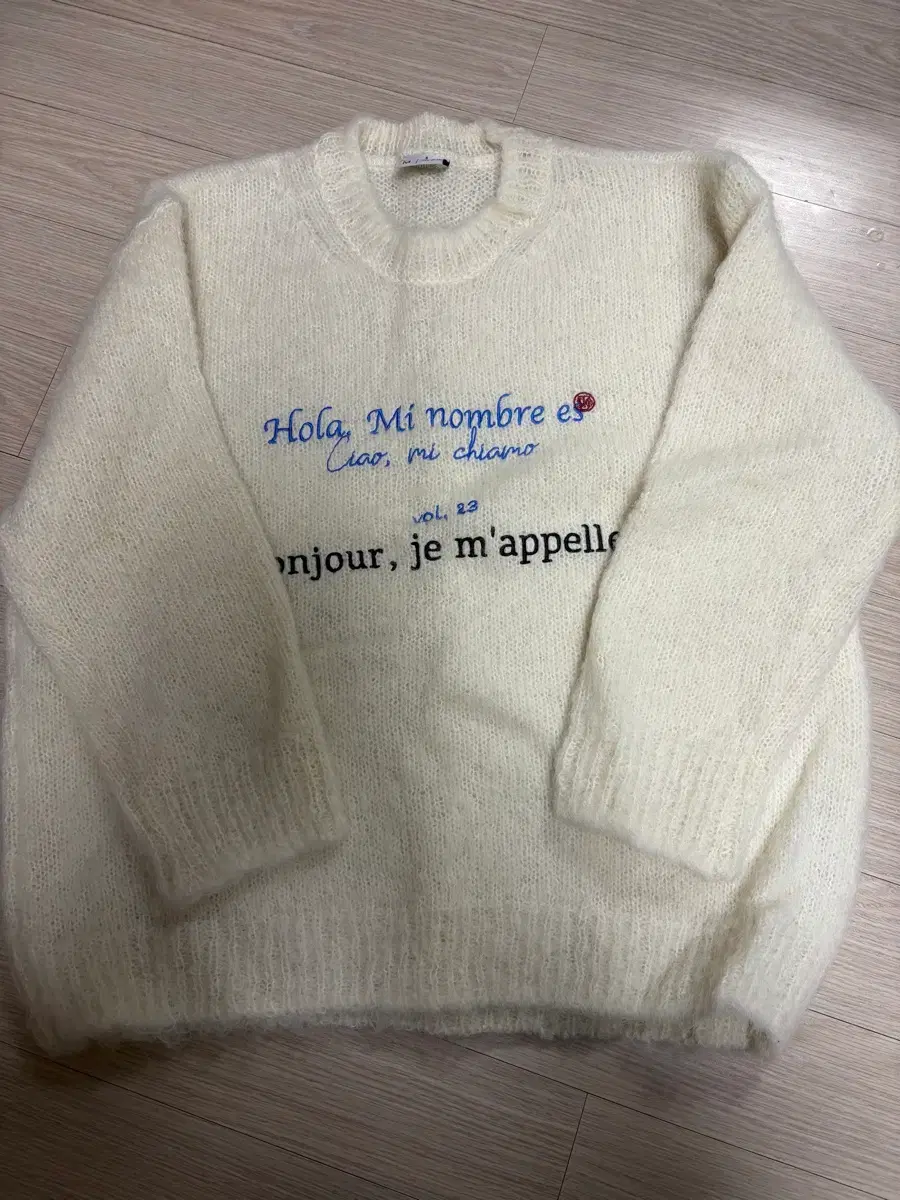 Hola, Mi nombre es
Ciao, mi chiamo
vol. 23
onjour, je m'appelle